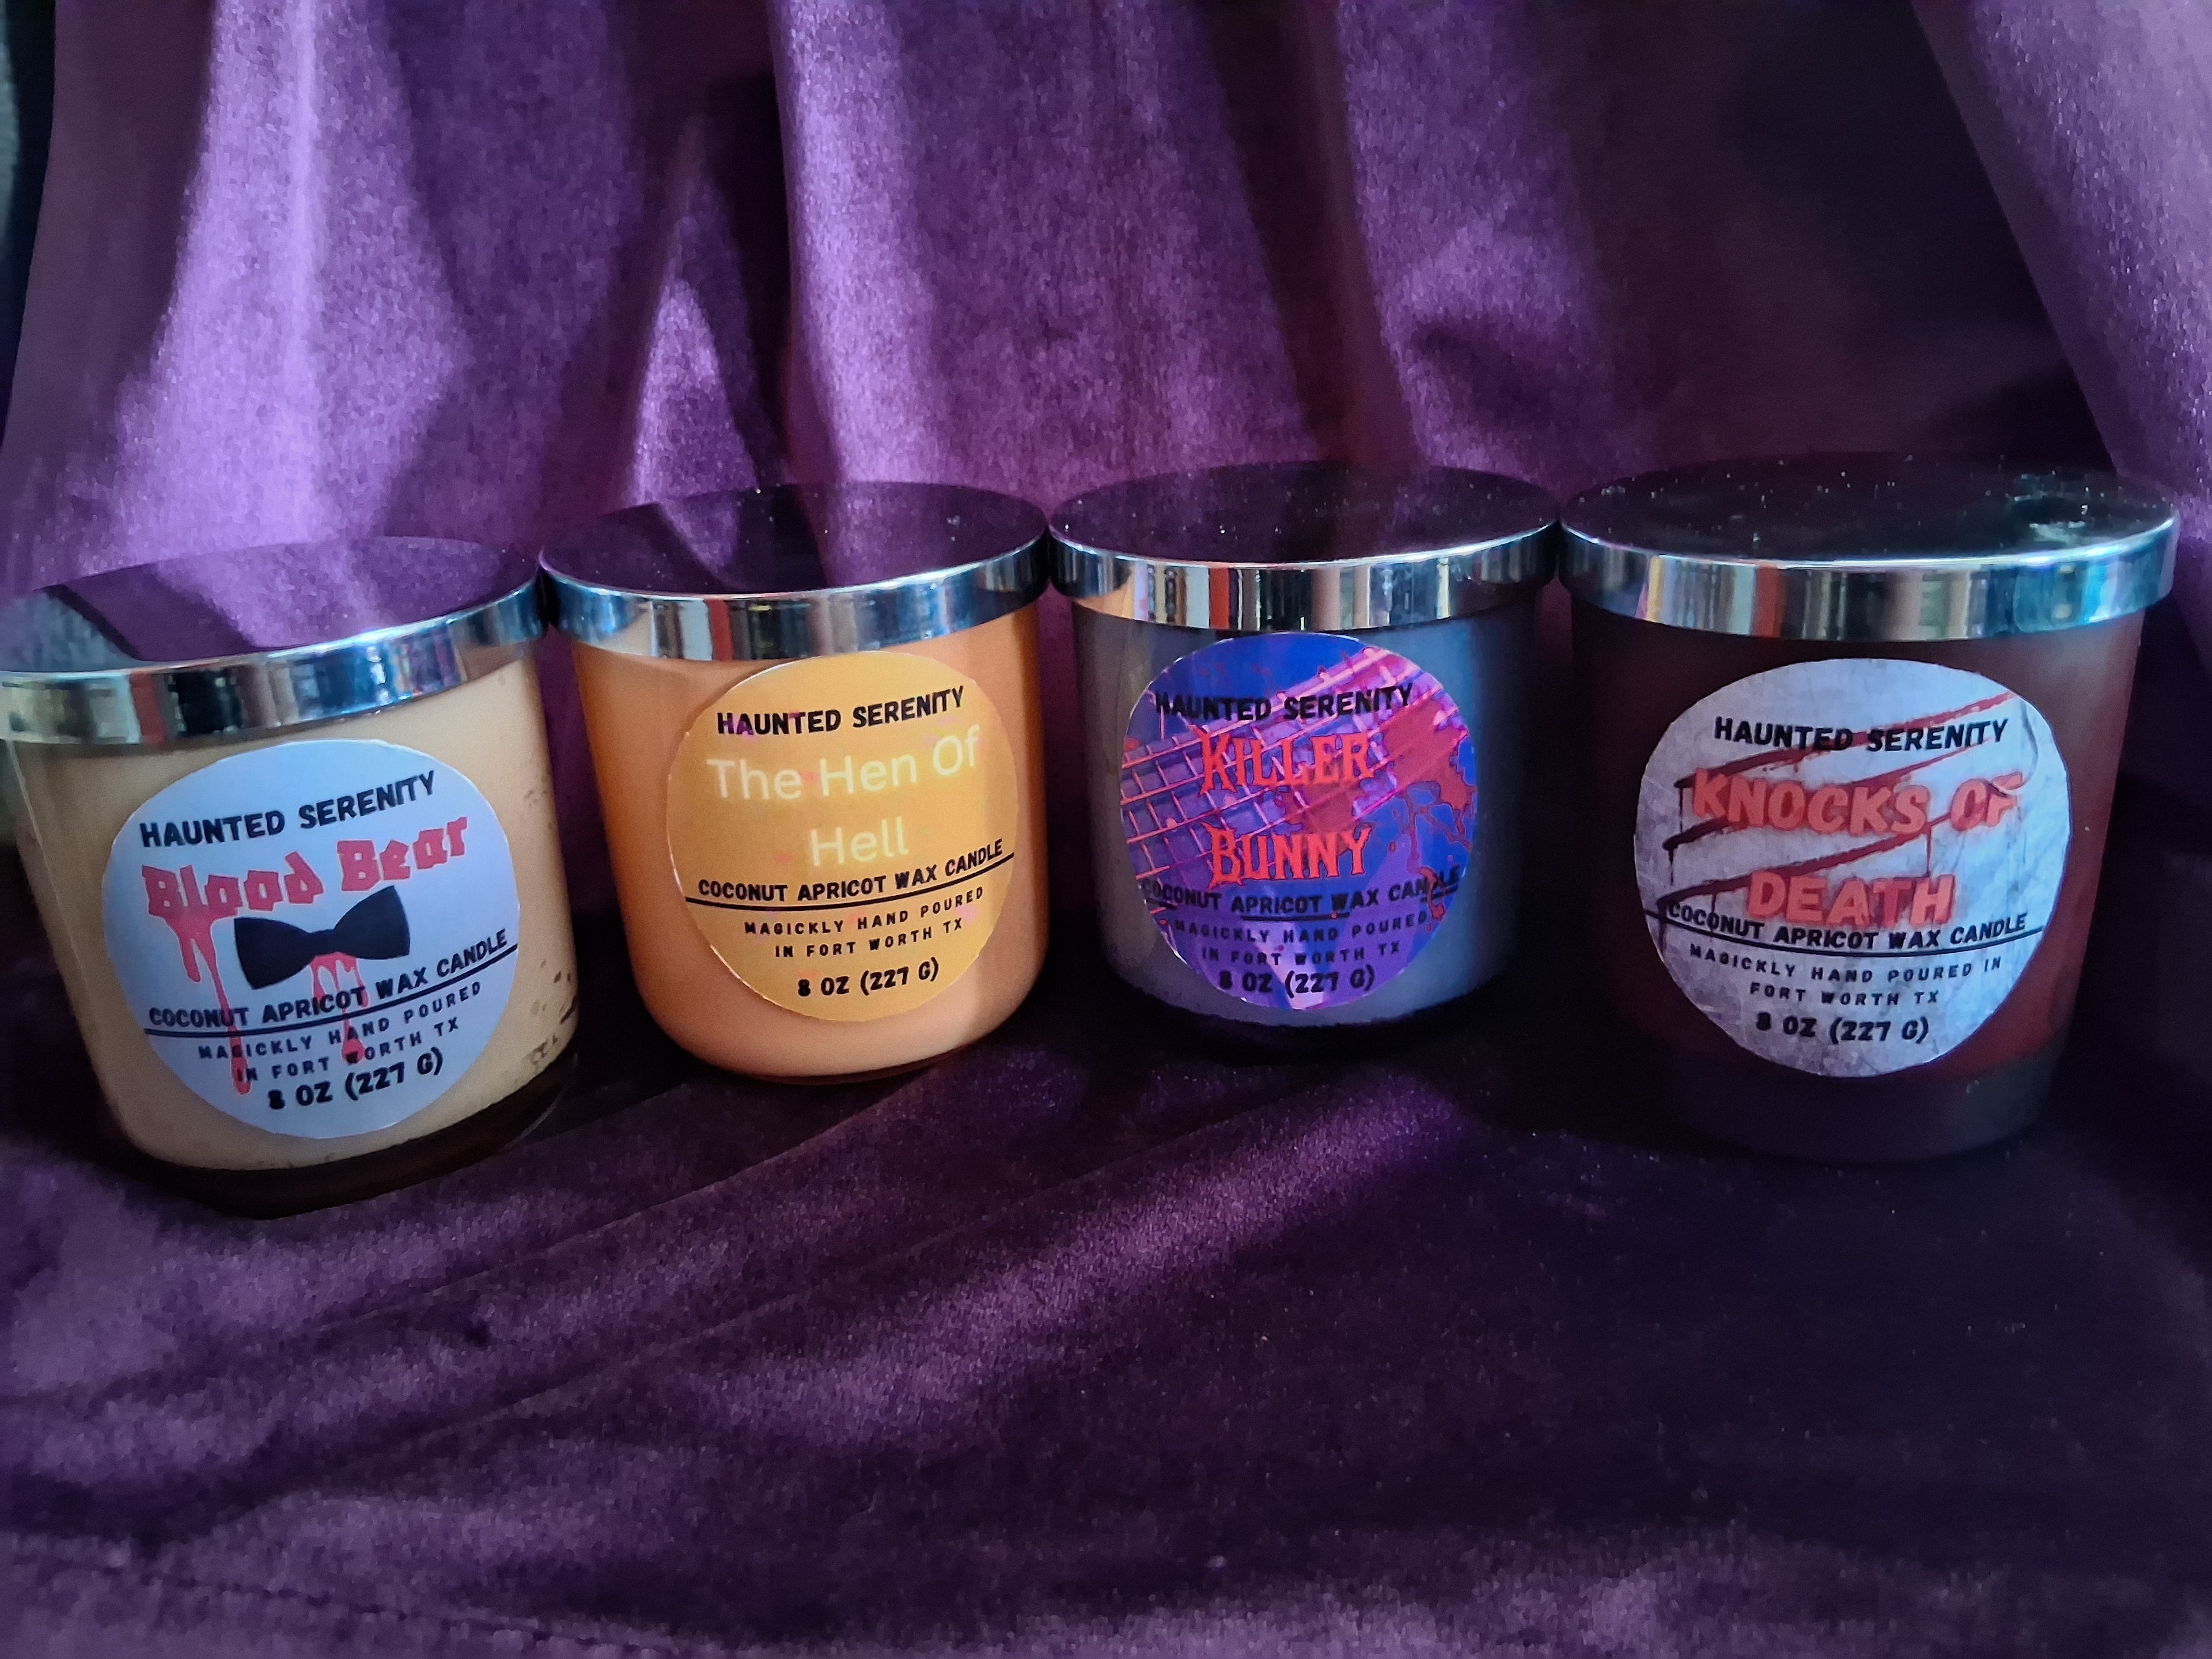 HAUNTED SERENITY
Blood Bear
COCONUT APRICOT WAX CANDLE
MAGICKLY HAND POURED
IN FORT WORTH TX
8 OZ (227 G)
HAUNTED SERENITY
The Hen Of
Hell
COCONUT APRICOT WAX CANDLE
MAGICKLY HAND POURED
IN FORT WORTH TX
8 OZ (227 G)
HAUNTED SERENITY
KILLER
BUNNY
COCONUT APRICOT WAX CANDLE
MAGICKLY HAND POURED
IN FORT WORTH TX
8 OZ (227 G)
HAUNTED SERENITY
KNOCKS OF
DEATH
COCONUT APRICOT WAX CANDLE
MAGICKLY HAND POURED IN
FORT WORTH TX
8 OZ (227 G)